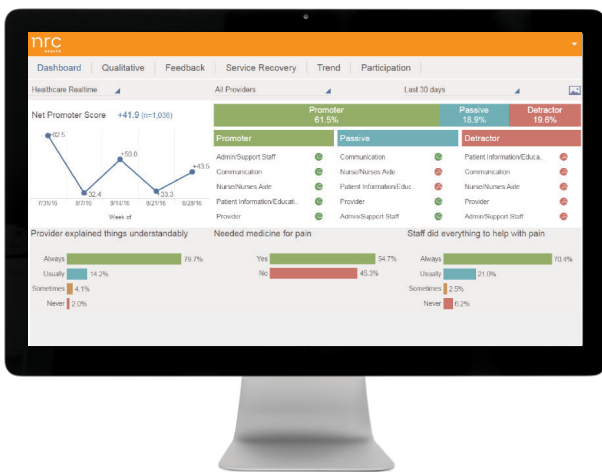 nrc
HEALTH
Dashboard Qualitative Feedback Service Recovery Trend Participation
Healthcare Realtime All Providers Last 30 days
Net Promoter Score +41.9 (n=1,036)
Promoter 61.5% Passive 18.9% Detractor 19.6%
+62.5
+32.4
+50.0
+33.3
+43.5
7/31/16 8/7/16 8/14/16 8/21/16 8/28/16
Week of
Promoter Passive Detractor
Admin/Support Staff Communication Patient Information/Educa..
Communication Nurse/Nurses Aide Communication
Nurse/Nurses Aide Patient Information/Educ.. Nurse/Nurses Aide
Patient Information/Educati.. Provider Provider
Provider Admin/Support Staff Admin/Support Staff
Provider explained things understandably Needed medicine for pain Staff did everything to help with pain
Always 79.7% Yes 54.7% Always 70.4%
Usually 14.2% No 45.3% Usually 21.0%
Sometimes 4.1% Sometimes 2.5%
Never 2.0% Never 6.2%